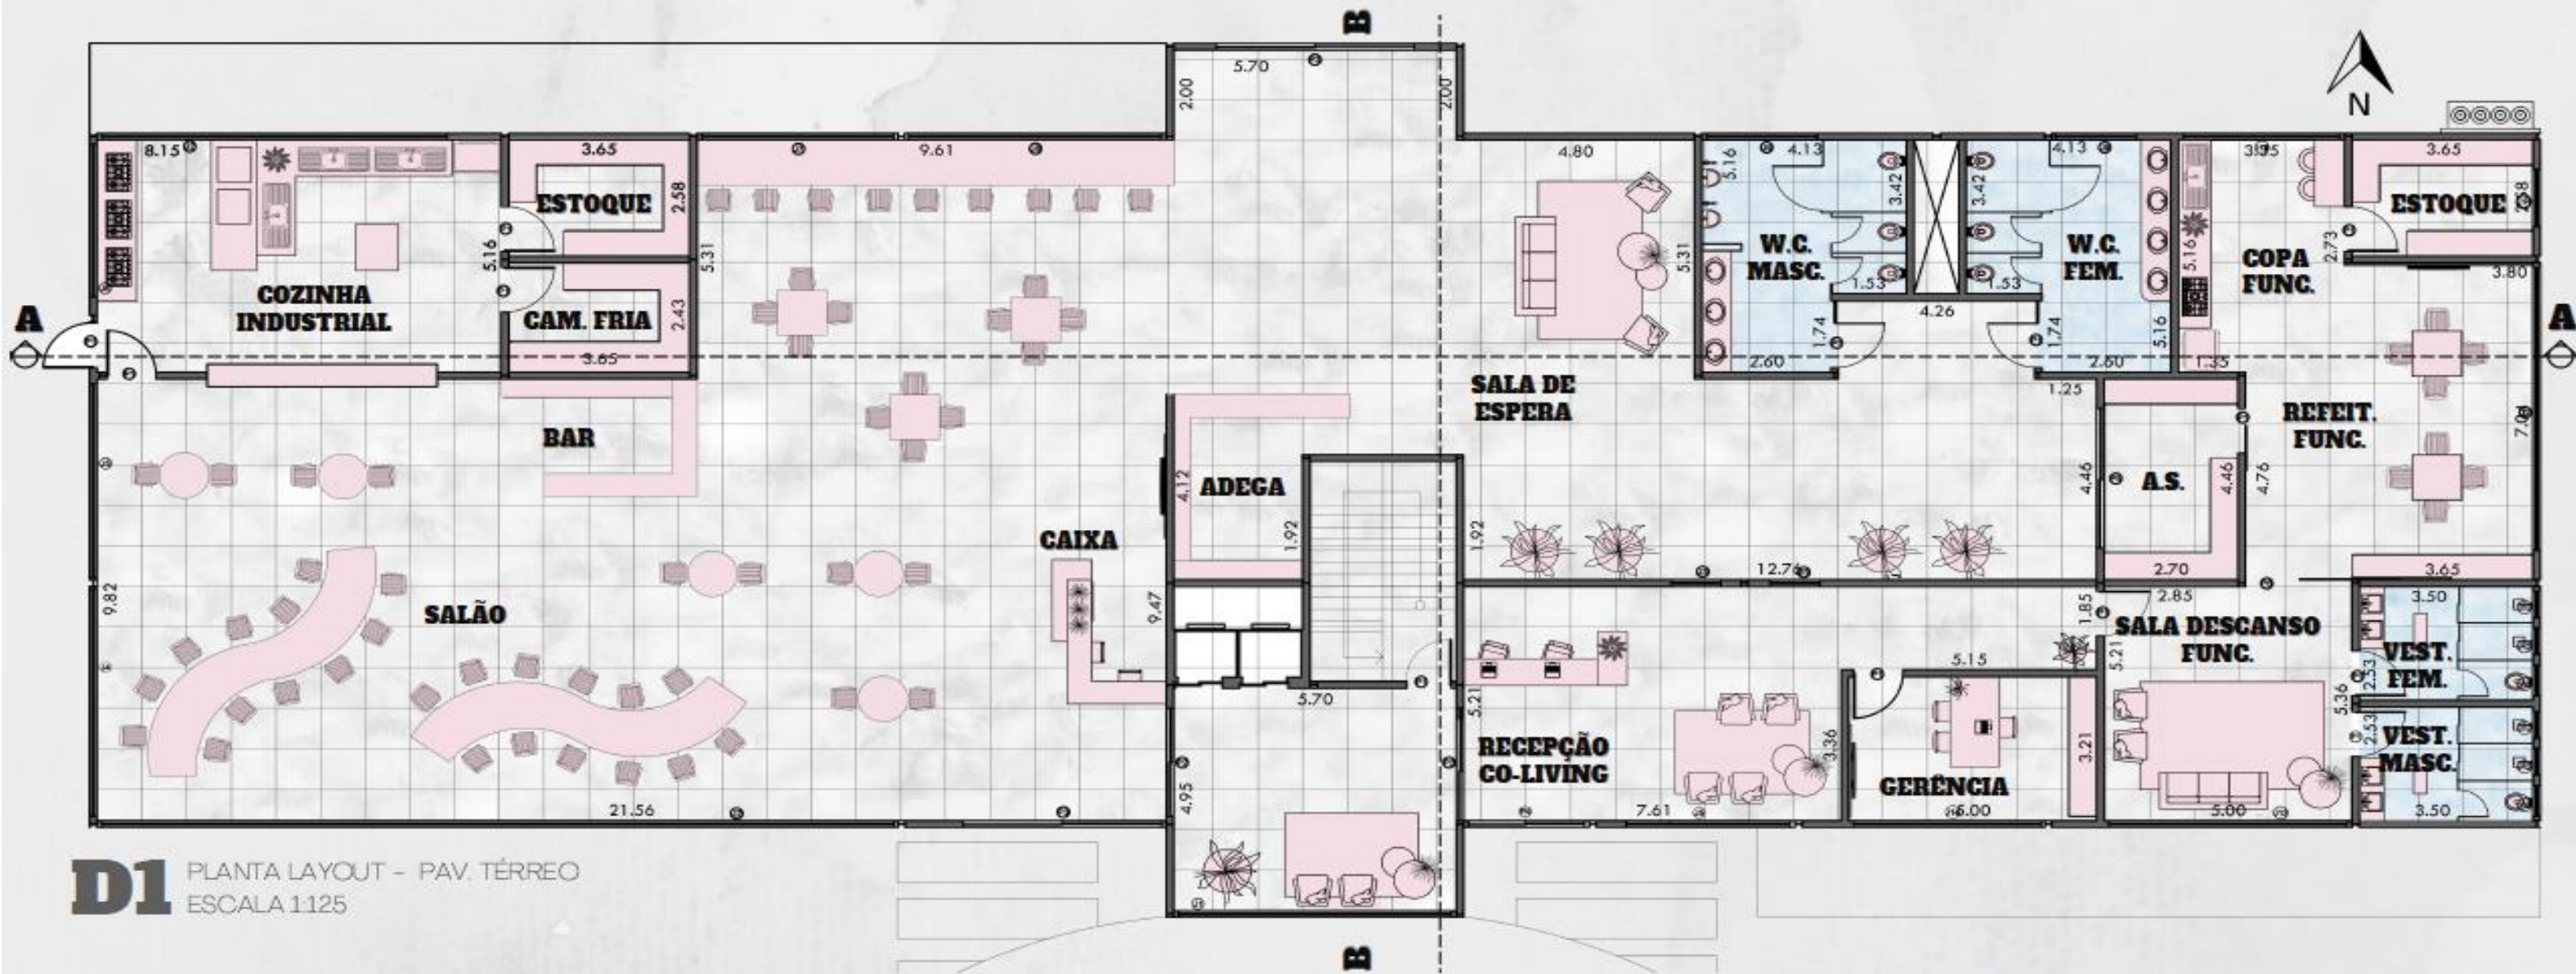 B
5.70
2.00
2.00
N
8.15
3.65
9.61
4.80
5.16
4.13
4.13
3.65
ESTOQUE
2.58
3.42
3.42
ESTOQUE
5.16
5.31
5.31
W.C.
MASC.
W.C.
FEM.
5.16
COPA
FUNC.
2.73
3.80
COZINHA
INDUSTRIAL
CAM. FRIA
2.43
1.53
1.53
4.26
A
A
3.65
1.74
2.60
1.74
2.60
5.16
1.35
SALA DE
ESPERA
1.25
BAR
REFEIT.
FUNC.
4.12
ADEGA
4.46
A.S.
4.46
4.76
CAIXA
1.92
1.92
12.76
2.70
3.65
9.82
SALÃO
9.47
1.85
2.85
3.50
SALA DESCANSO
FUNC.
5.21
VEST.
FEM.
2.53
5.15
5.70
5.21
5.36
RECEPÇÃO
CO-LIVING
3.36
GERÊNCIA
3.21
2.53
VEST.
MASC.
4.95
21.56
7.61
6.00
5.00
3.50
D1
PLANTA LAYOUT - PAV. TÉRREO
ESCALA 1:125
B